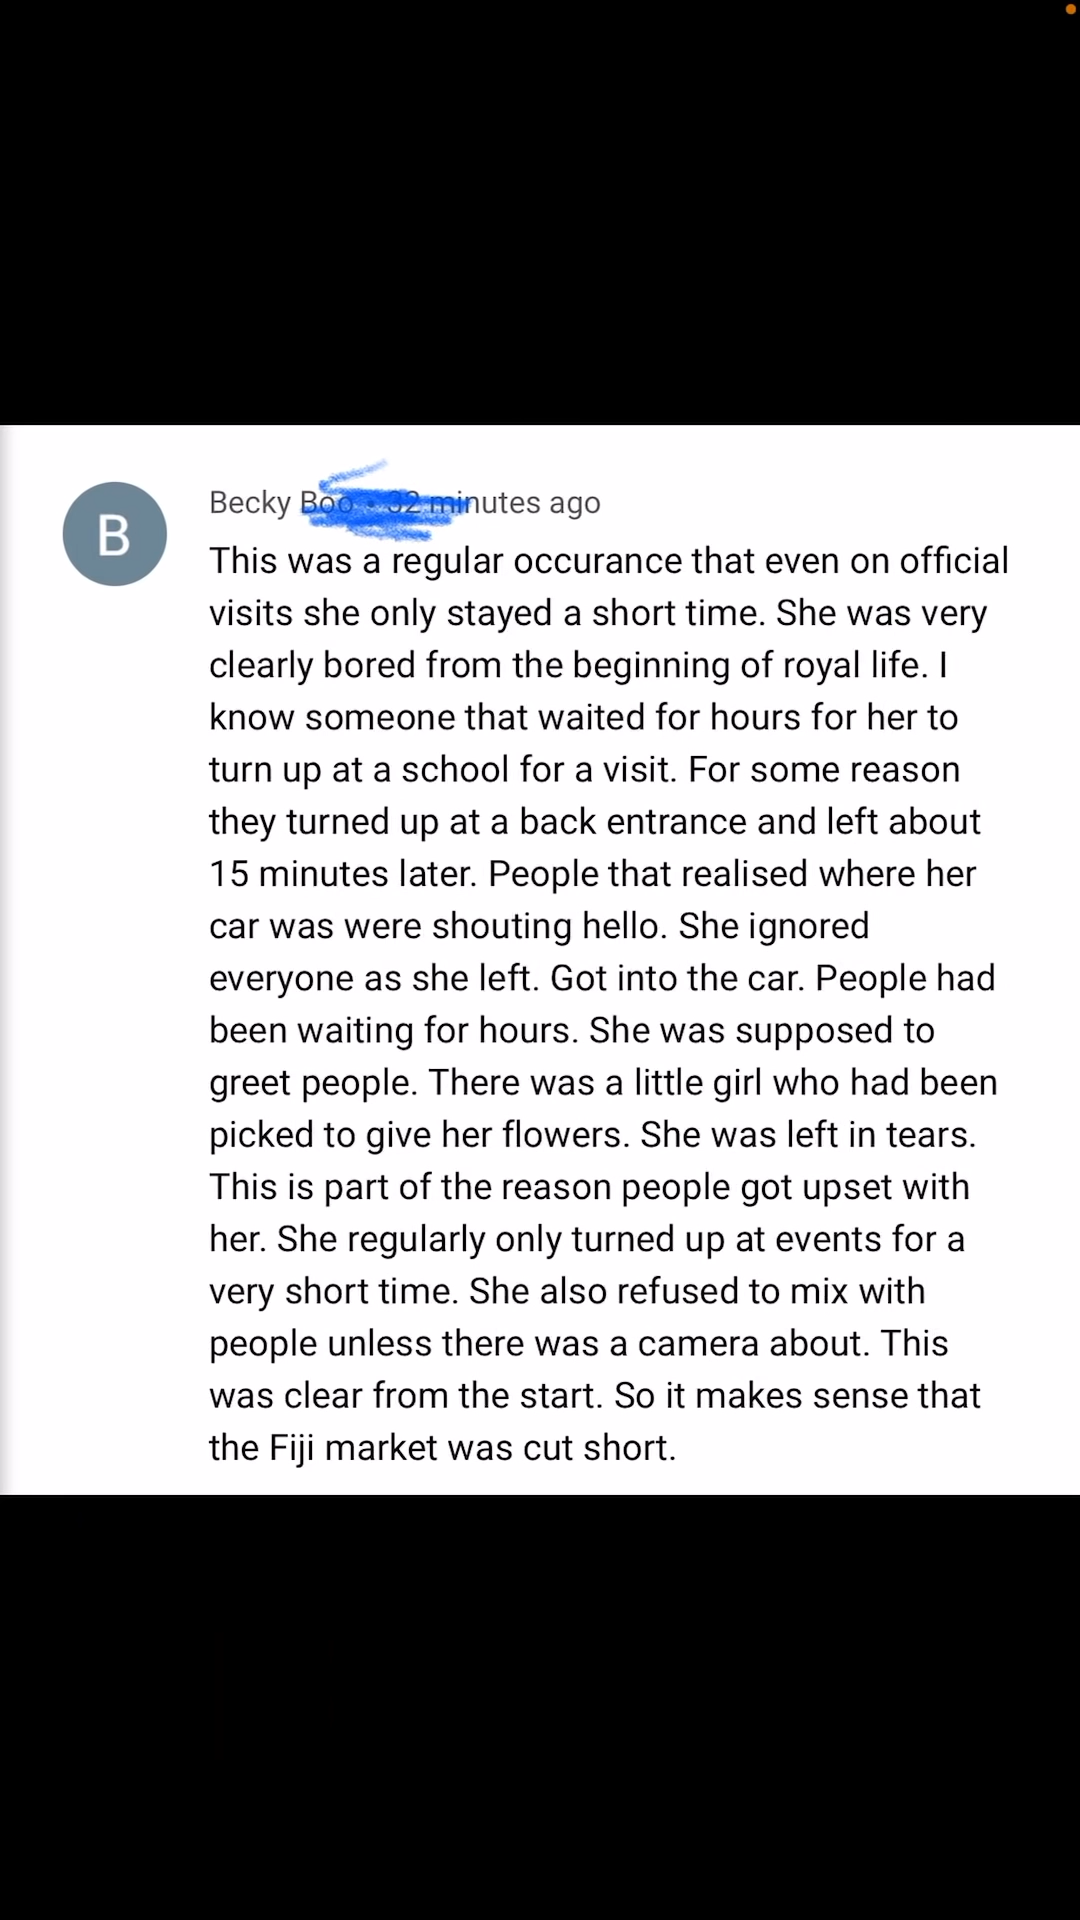 B
Becky Boo • 32 minutes ago
This was a regular occurance that even on official
visits she only stayed a short time. She was very
clearly bored from the beginning of royal life. I
know someone that waited for hours for her to
turn up at a school for a visit. For some reason
they turned up at a back entrance and left about
15 minutes later. People that realised where her
car was were shouting hello. She ignored
everyone as she left. Got into the car. People had
been waiting for hours. She was supposed to
greet people. There was a little girl who had been
picked to give her flowers. She was left in tears.
This is part of the reason people got upset with
her. She regularly only turned up at events for a
very short time. She also refused to mix with
people unless there was a camera about. This
was clear from the start. So it makes sense that
the Fiji market was cut short.